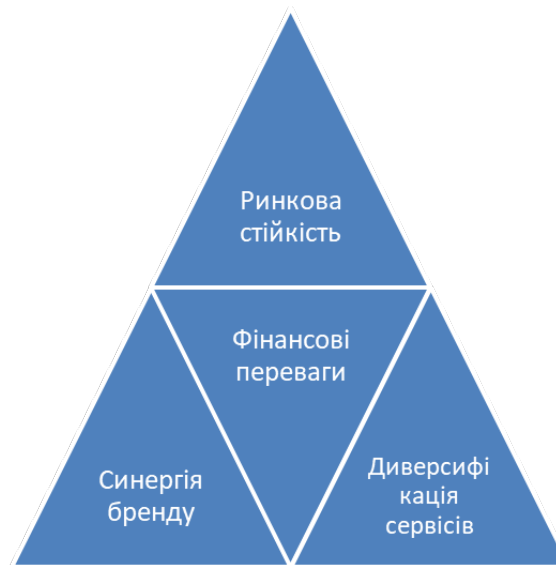 Ринкова
стійкість
Фінансові
переваги
Синергія
бренду
Диверсифі
кація
сервісів